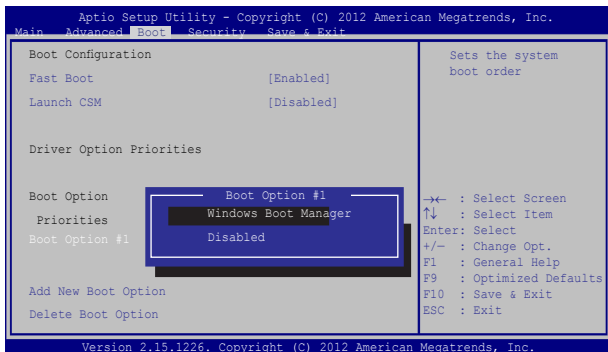 Aptio Setup Utility - Copyright (C) 2012 American Megatrends, Inc.
Main Advanced Boot Security Save & Exit
Boot Configuration
Fast Boot [Enabled]
Launch CSM [Disabled]
Driver Option Priorities
Boot Option
Priorities
Boot Option #1
Boot Option #1
Windows Boot Manager
Disabled
Add New Boot Option
Delete Boot Option
Sets the system
boot order
→← : Select Screen
↑↓ : Select Item
Enter: Select
+/— : Change Opt.
F1 : General Help
F9 : Optimized Defaults
F10 : Save & Exit
ESC : Exit
Version 2.15.1226. Copyright (C) 2012 American Megatrends, Inc.